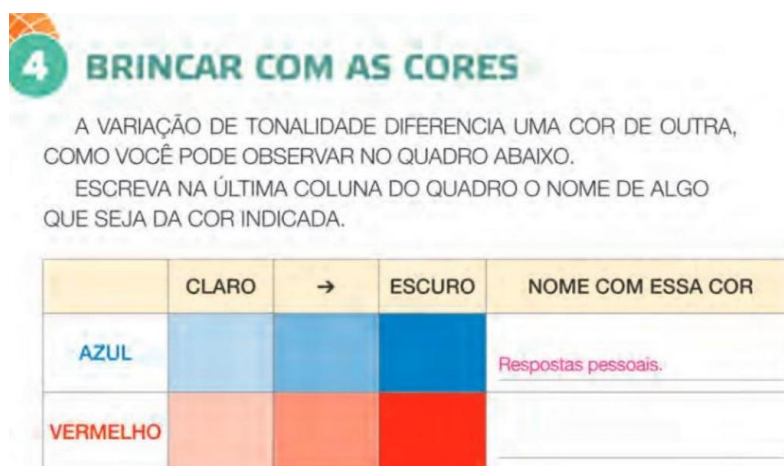 4 BRINCAR COM AS CORES
A VARIAÇÃO DE TONALIDADE DIFERENCIA UMA COR DE OUTRA,
COMO VOCÊ PODE OBSERVAR NO QUADRO ABAIXO.
ESCREVA NA ÚLTIMA COLUNA DO QUADRO O NOME DE ALGO
QUE SEJA DA COR INDICADA.
CLARO → ESCURO NOME COM ESSA COR
AZUL Respostas pessoais.
VERMELHO